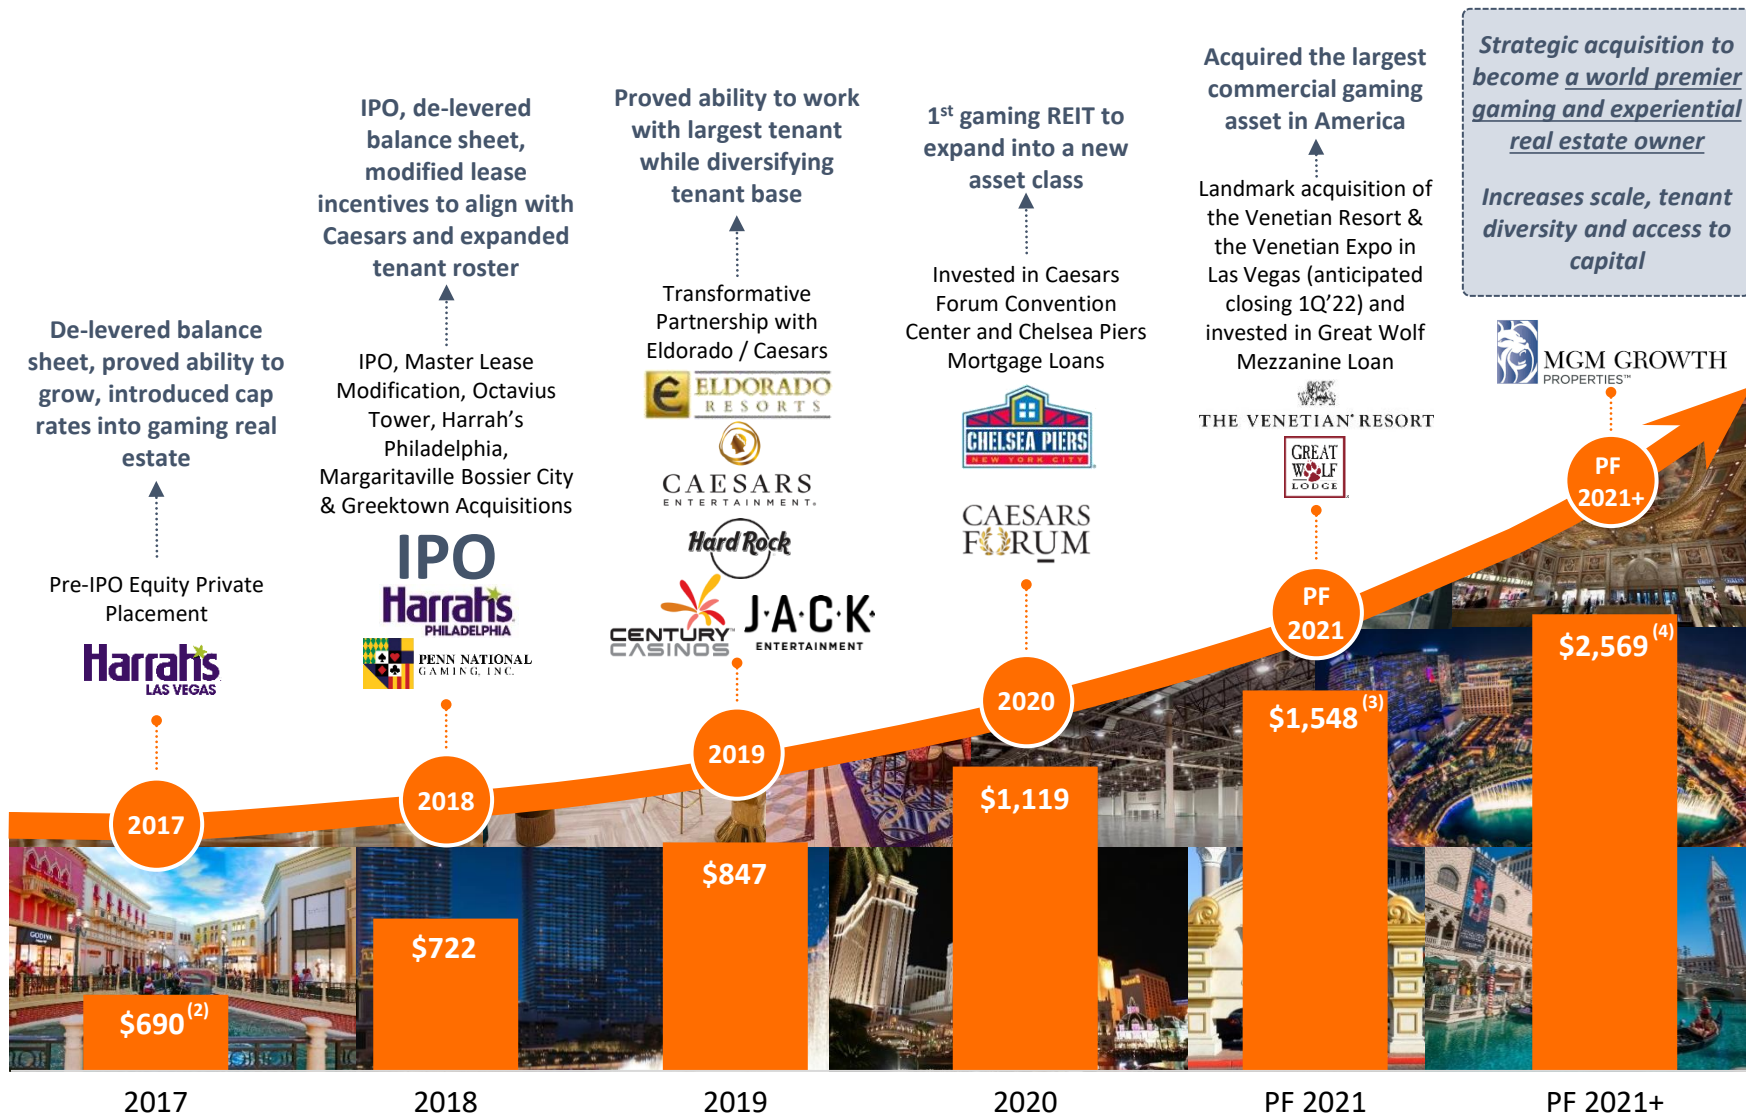 De-levered balance
sheet, proved ability to
grow, introduced cap
rates into gaming real
estate
Pre-IPO Equity Private
Placement
Harrah's
LAS VEGAS
IPO, de-levered
balance sheet,
modified lease
incentives to align with
Caesars and expanded
tenant roster
IPO, Master Lease
Modification, Octavius
Tower, Harrah's
Philadelphia,
Margaritaville Bossier City
& Greektown Acquisitions
IPO
Harrah's
PHILADELPHIA
PENN NATIONAL
GAMING, INC.
Proved ability to work
with largest tenant
while diversifying
tenant base
Transformative
Partnership with
Eldorado / Caesars
E ELDORADO
RESORTS
CAESARS
ENTERTAINMENT.
Hard Rock
CENTURY™
CASINOS
J·A·C·K·
ENTERTAINMENT
1st gaming REIT to
expand into a new
asset class
Invested in Caesars
Forum Convention
Center and Chelsea Piers
Mortgage Loans
CHELSEA PIERS
NEW YORK CITY
CAESARS
FORUM
Acquired the largest
commercial gaming
asset in America
Landmark acquisition of
the Venetian Resort &
the Venetian Expo in
Las Vegas (anticipated
closing 1Q'22) and
invested in Great Wolf
Mezzanine Loan
THE VENETIAN® RESORT
GREAT
WOLF
LODGE
Strategic acquisition to
become a world premier
gaming and experiential
real estate owner
Increases scale, tenant
diversity and access to
capital
MGM GROWTH
PROPERTIES™
2017
2018
2019
2020
PF
2021
PF
2021+
GODIVA
$690 (2)
$722
$847
$1,119
$1,548 (3)
$2,569 (4)
2017
2018
2019
2020
PF 2021
PF 2021+